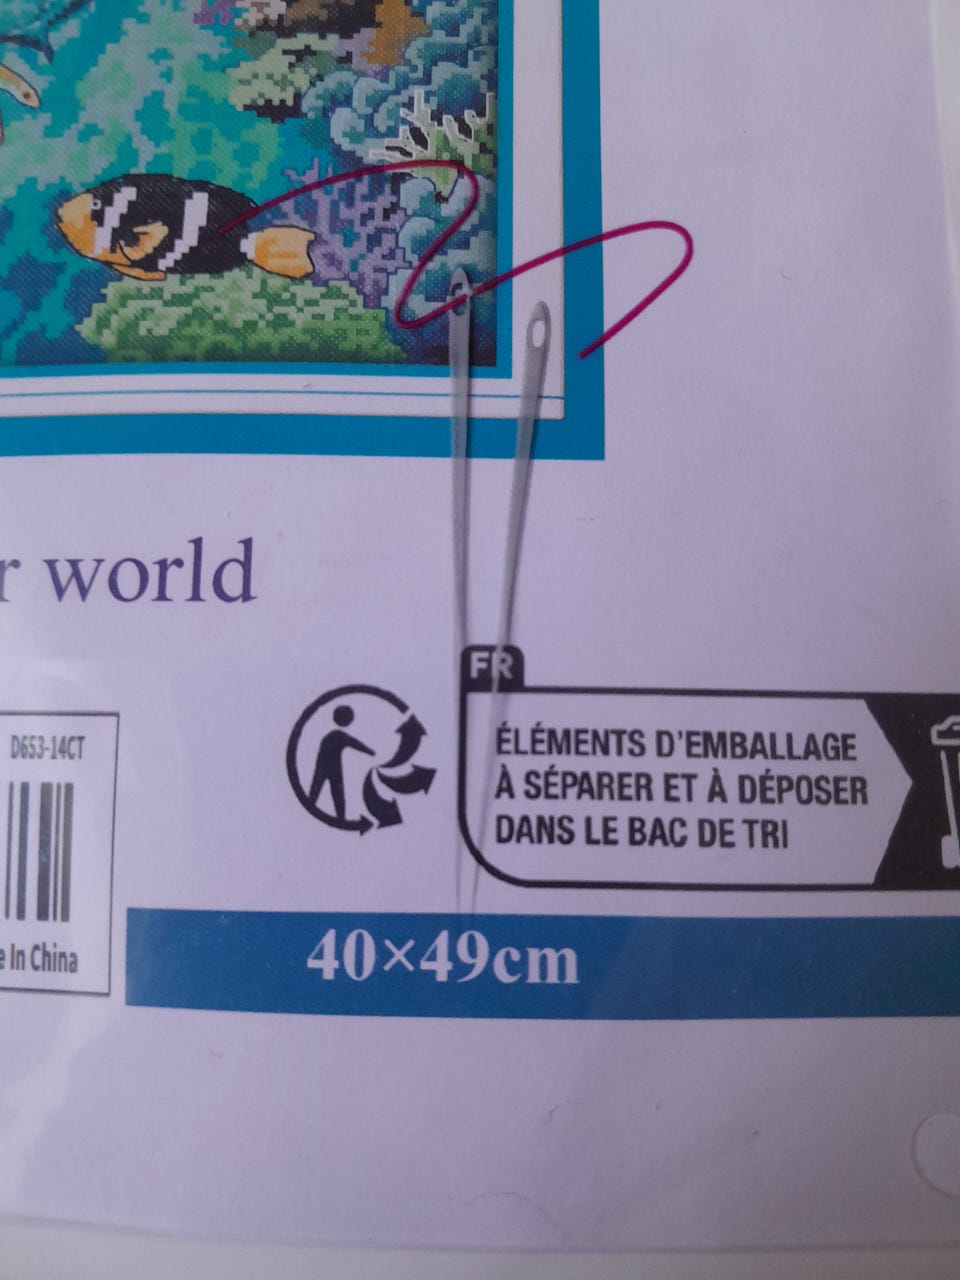 r world
FR
D653-14CT
ÉLÉMENTS D'EMBALLAGE
À SÉPARER ET À DÉPOSER
DANS LE BAC DE TRI
e In China
40×49cm